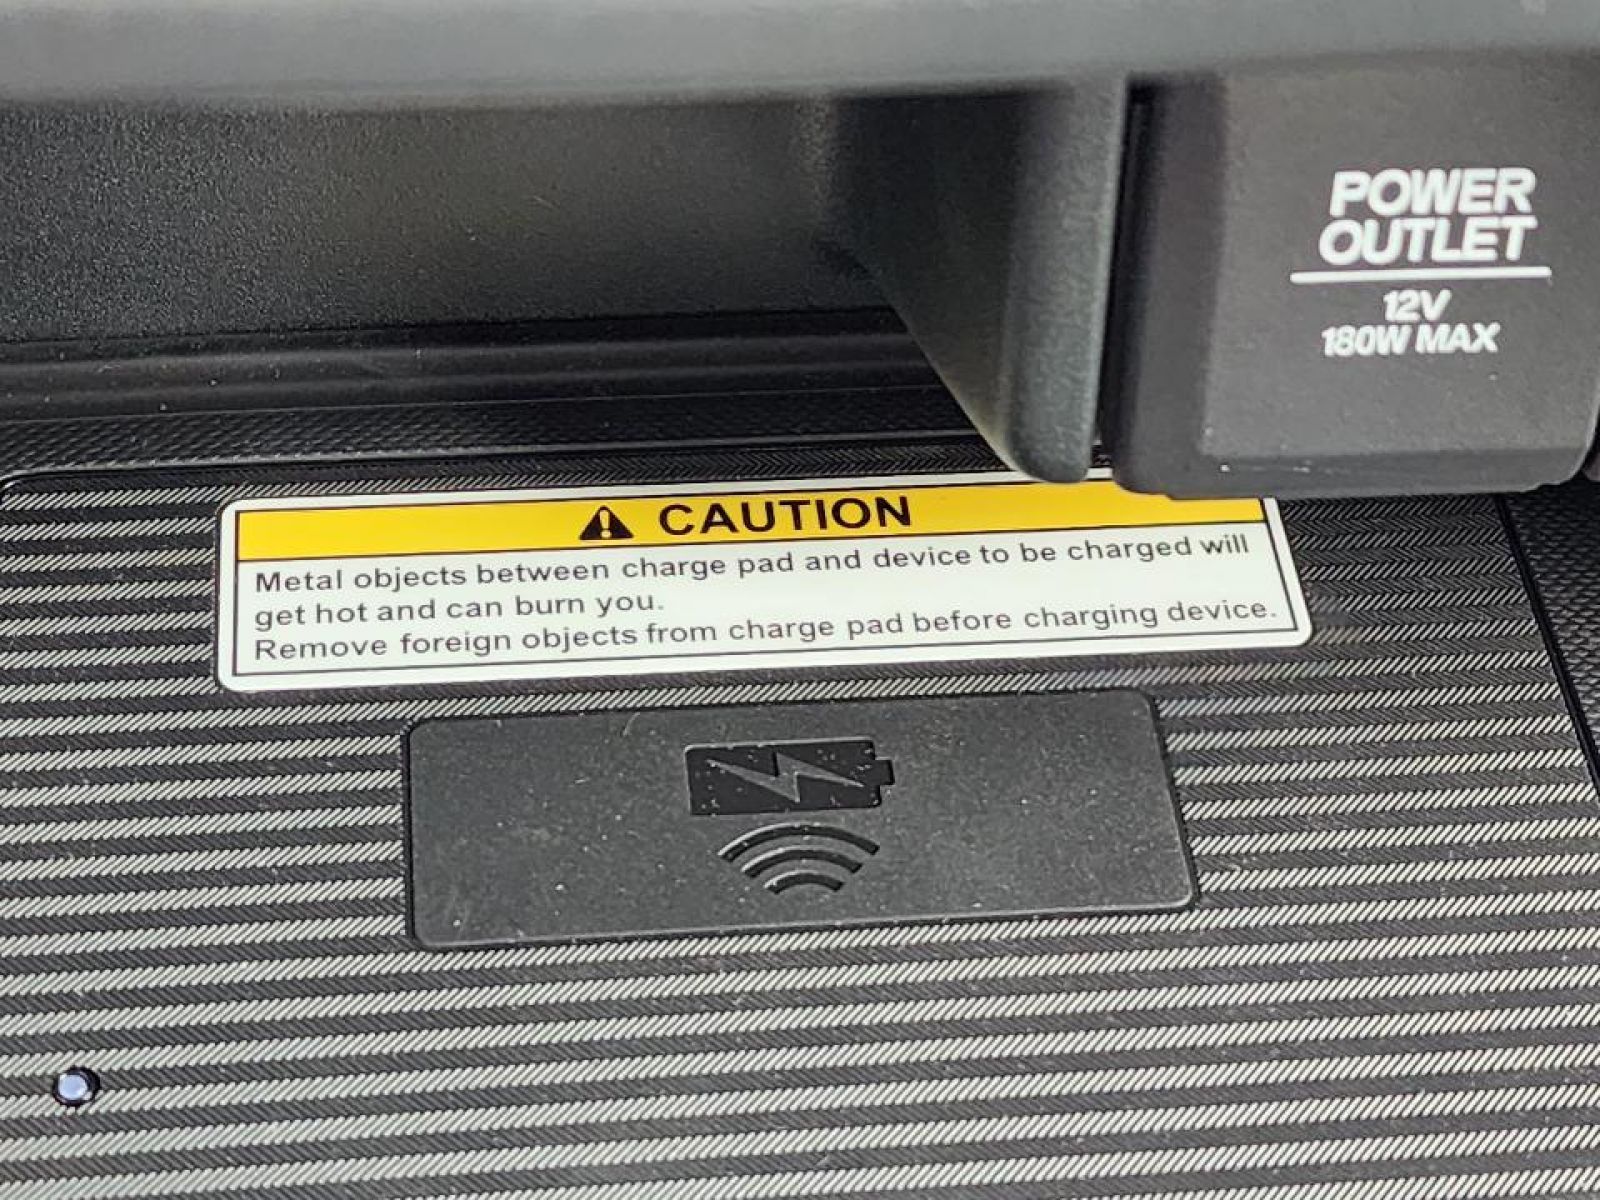 POWER
OUTLET
12V
180W MAX
CAUTION
Metal objects between charge pad and device to be charged will
get hot and can burn you.
Remove foreign objects from charge pad before charging device.